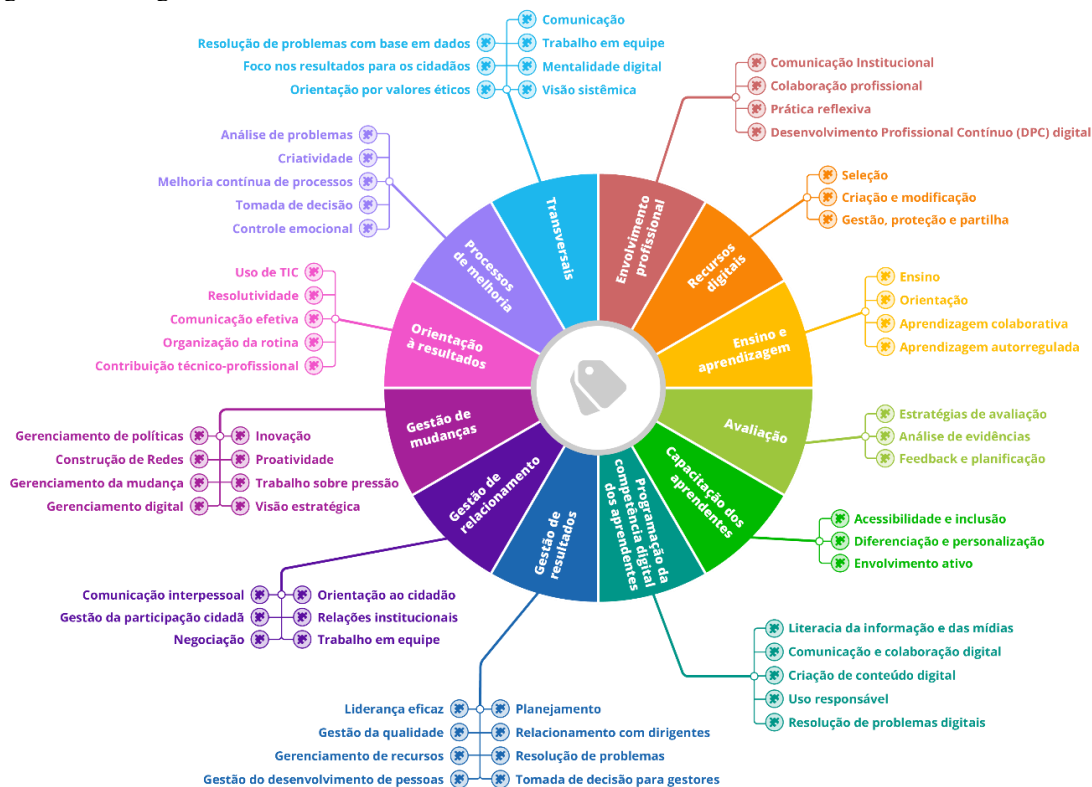 Comunicação
Resolução de problemas com base em dados
Trabalho em equipe
Foco nos resultados para os cidadãos
Mentalidade digital
Orientação por valores éticos
Visão sistêmica
Transversais
Comunicação Institucional
Colaboração profissional
Prática reflexiva
Desenvolvimento Profissional Contínuo (DPC) digital
Envolvimento
profissional
Seleção
Criação e modificação
Gestão, proteção e partilha
Recursos
digitais
Ensino
Orientação
Aprendizagem colaborativa
Aprendizagem autorregulada
Ensino e
aprendizagem
Estratégias de avaliação
Análise de evidências
Feedback e planificação
Avaliação
Acessibilidade e inclusão
Diferenciação e personalização
Envolvimento ativo
Capacitação dos
aprendentes
Literacia da informação e das mídias
Comunicação e colaboração digital
Criação de conteúdo digital
Uso responsável
Resolução de problemas digitais
Programação da
competência digital
dos aprendentes
Liderança eficaz
Planejamento
Gestão da qualidade
Relacionamento com dirigentes
Gerenciamento de recursos
Resolução de problemas
Gestão do desenvolvimento de pessoas
Tomada de decisão para gestores
Gestão de
resultados
Comunicação interpessoal
Orientação ao cidadão
Gestão da participação cidadã
Relações institucionais
Negociação
Trabalho em equipe
Gestão de
relacionamento
Gerenciamento de políticas
Inovação
Construção de Redes
Proatividade
Gerenciamento da mudança
Trabalho sobre pressão
Gerenciamento digital
Visão estratégica
Gestão de
mudanças
Uso de TIC
Resolutividade
Comunicação efetiva
Organização da rotina
Contribuição técnico-profissional
Orientação
à resultados
Análise de problemas
Criatividade
Melhoria contínua de processos
Tomada de decisão
Controle emocional
Processos
de melhoria